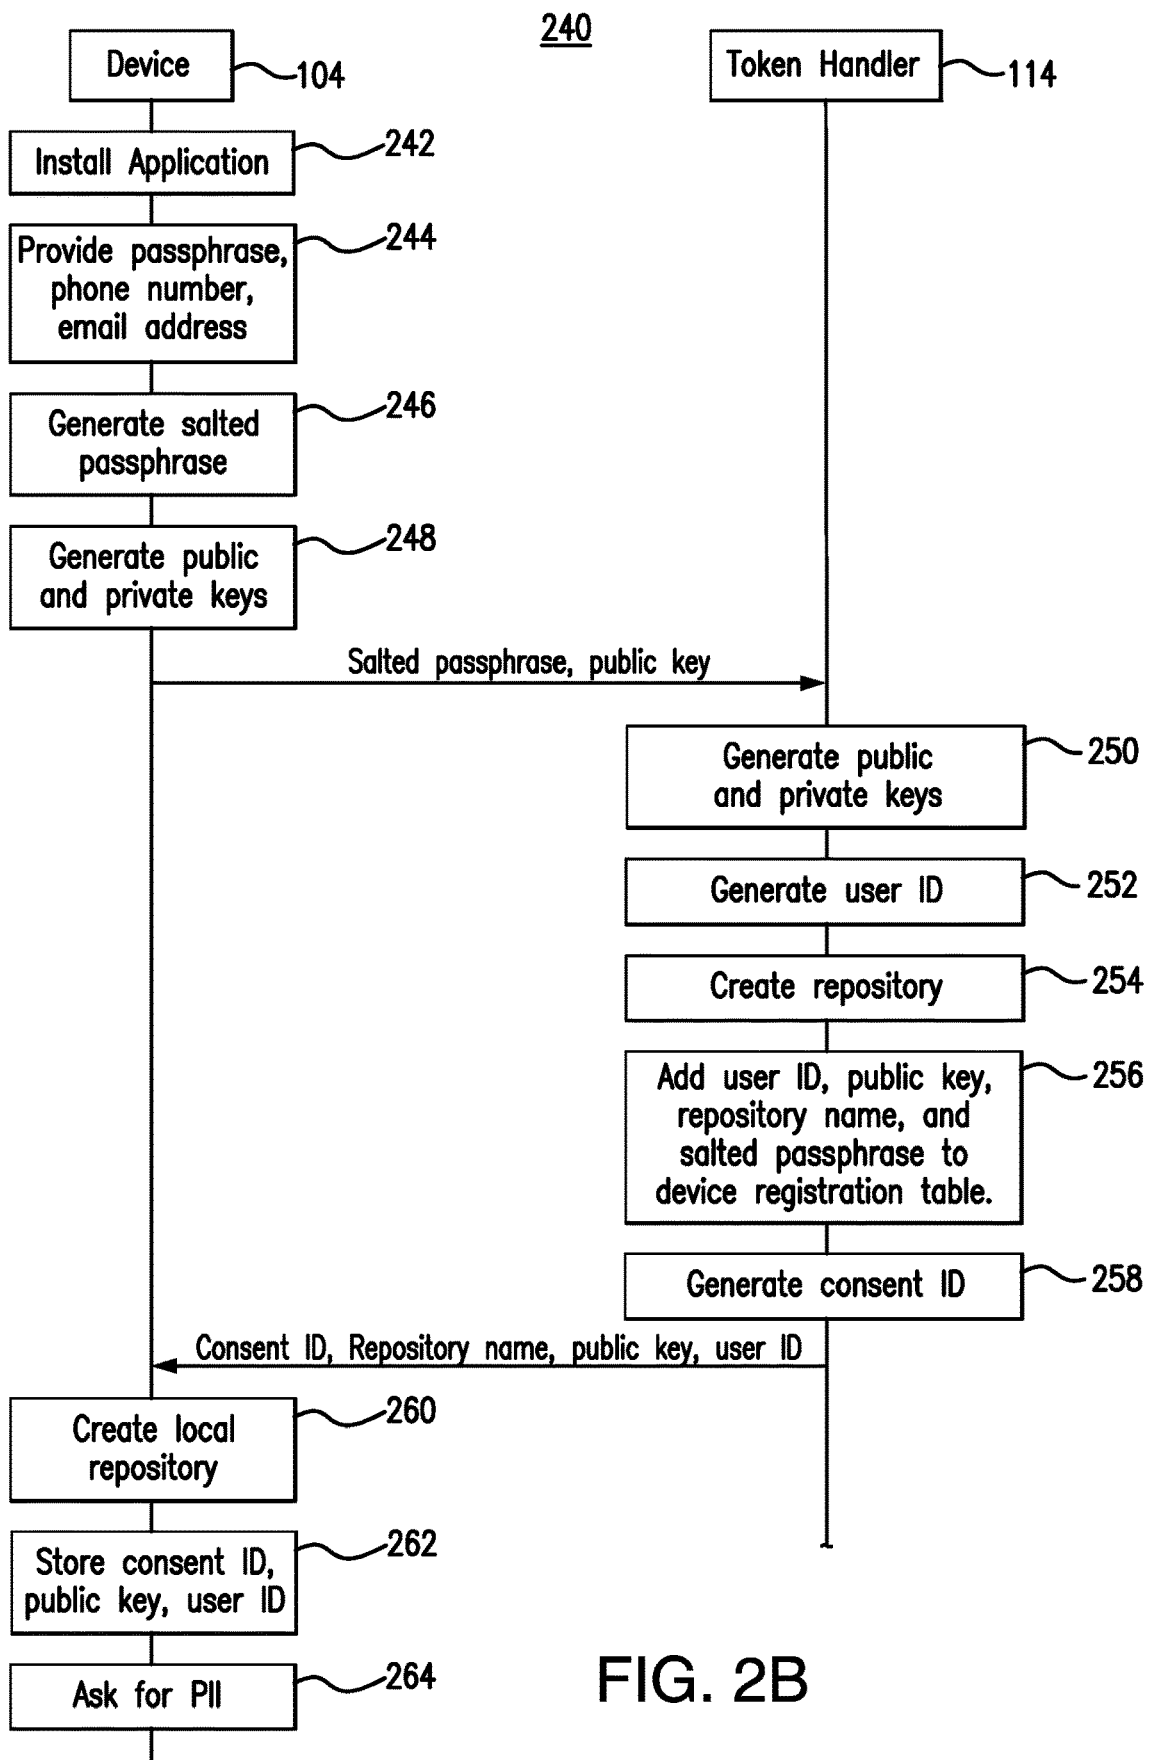 240
Device
104
Token Handler
114
Install Application
242
Provide passphrase,
phone number,
email address
244
Generate salted
passphrase
246
Generate public
and private keys
248
Salted passphrase, public key
Generate public
and private keys
250
Generate user ID
252
Create repository
254
Add user ID, public key,
repository name, and
salted passphrase to
device registration table.
256
Generate consent ID
258
Consent ID, Repository name, public key, user ID
Create local
repository
260
Store consent ID,
public key, user ID
262
Ask for PII
264
FIG. 2B